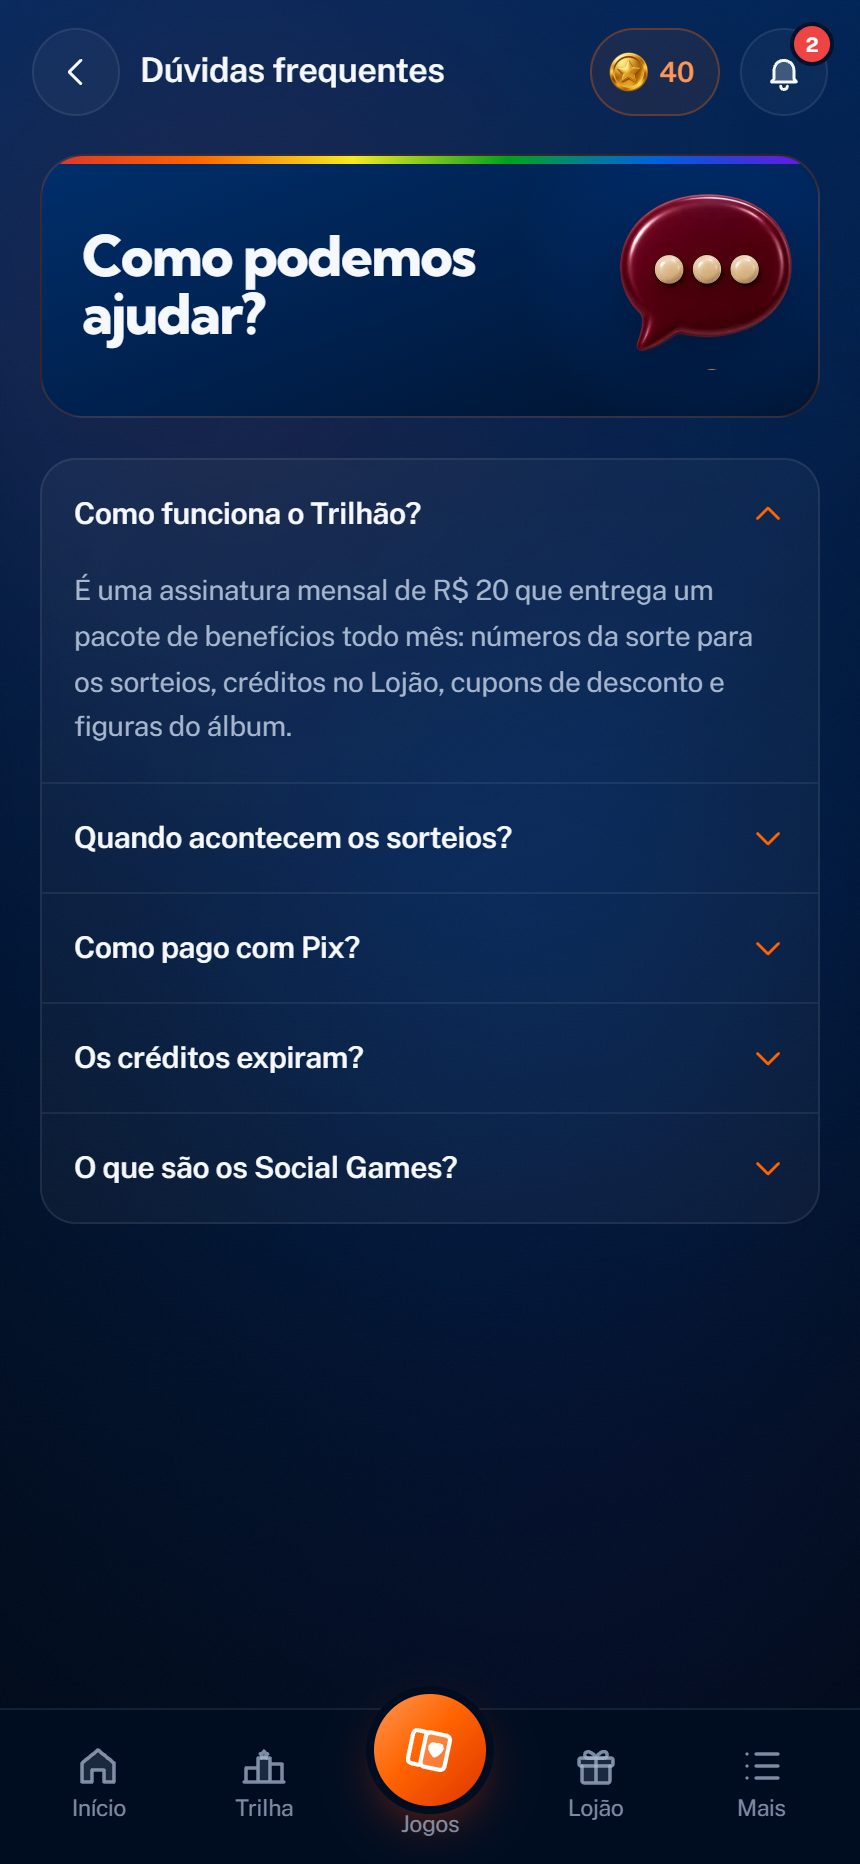 Dúvidas frequentes
40
2
Como podemos
ajudar?
Como funciona o Trilhão?
É uma assinatura mensal de R$ 20 que entrega um
pacote de benefícios todo mês: números da sorte para
os sorteios, créditos no Lojão, cupons de desconto e
figuras do álbum.
Quando acontecem os sorteios?
Como pago com Pix?
Os créditos expiram?
O que são os Social Games?
Início
Trilha
Jogos
Lojão
Mais